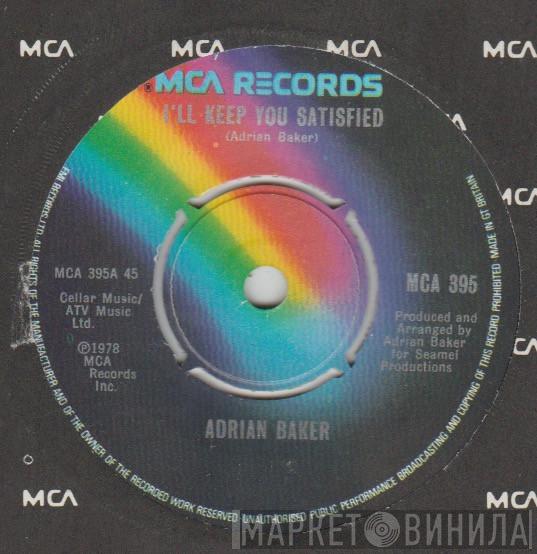 MCA
MCA
MCA
MCA
MCA RECORDS
I'LL KEEP YOU SATISFIED
(Adrian Baker)
MCA 395A 45
Cellar Music/
ATV Music
Ltd.
℗1978
MCA
Records
Inc.
MCA 395
Produced and
Arranged by
Adrian Baker
for Seamel
Productions
ADRIAN BAKER
EMI RECORDS LTD. ALL RIGHTS OF THE MANUFACTURER AND OF THE OWNER OF THE RECORDED WORK RESERVED · UNAUTHORISED PUBLIC PERFORMANCE BROADCASTING AND COPYING OF THIS RECORD PROHIBITED · MADE IN GT BRITAIN
MCA
MCA
МАРКЕТ ВИНИЛА